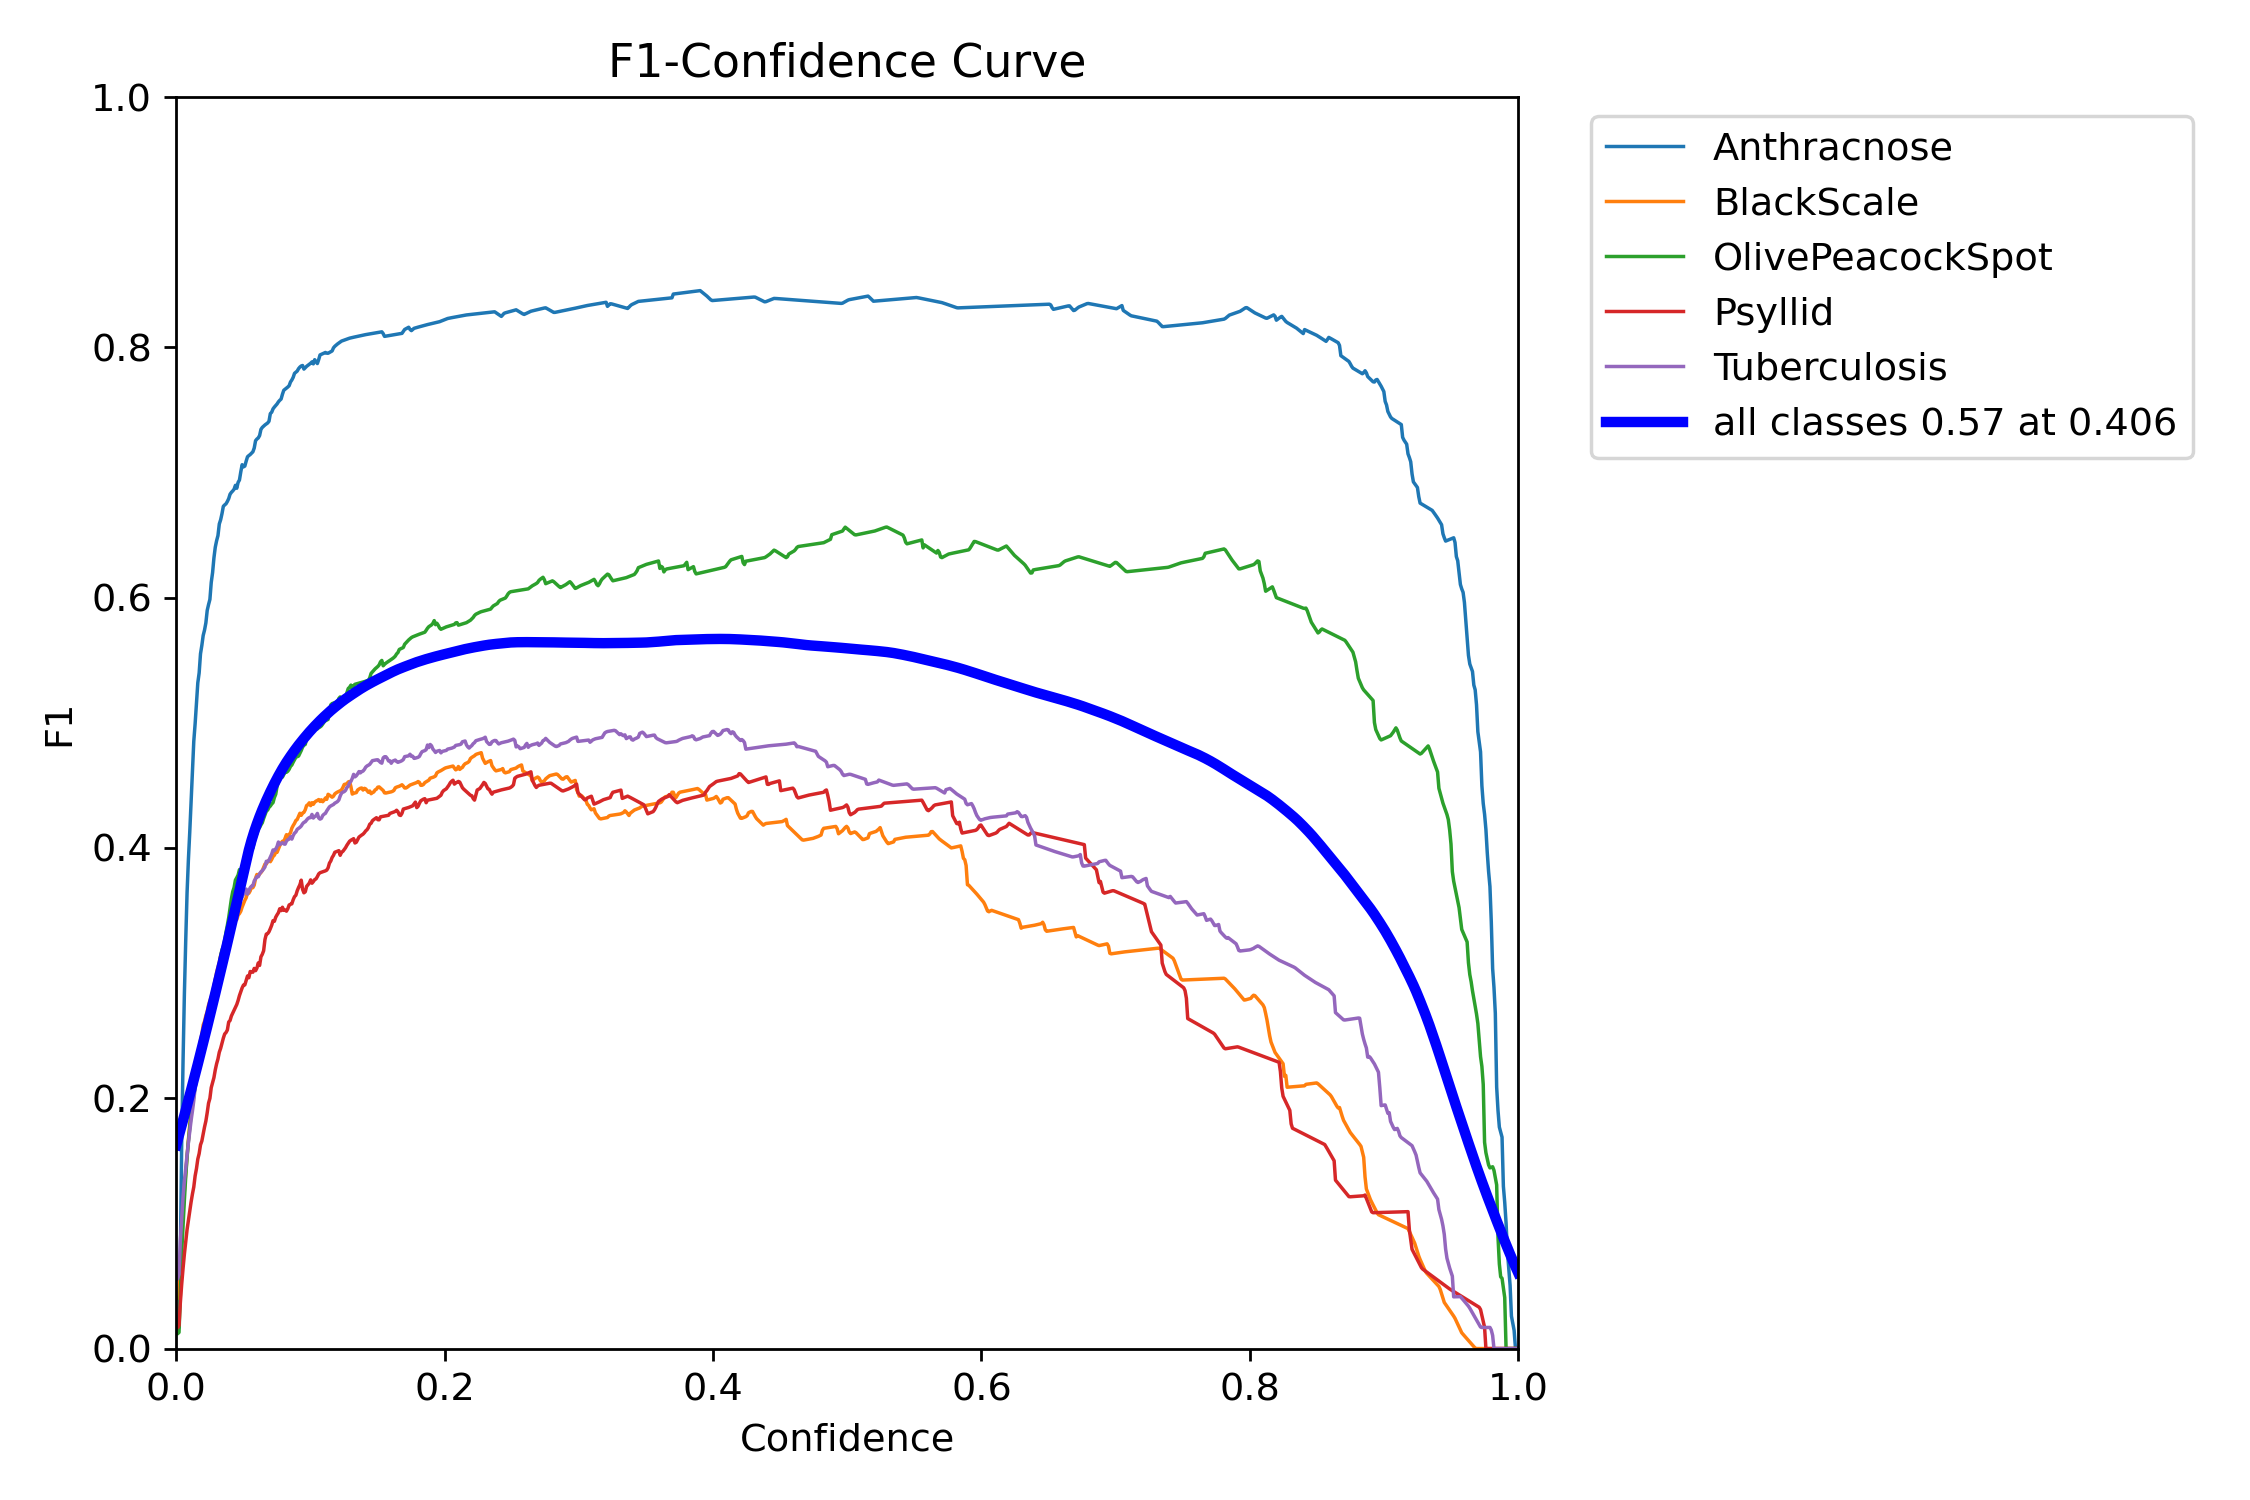 F1-Confidence Curve
1.0
0.8
0.6
0.4
0.2
0.0
F1
0.0 0.2 0.4 0.6 0.8 1.0
Confidence
Anthracnose
BlackScale
OlivePeacockSpot
Psyllid
Tuberculosis
all classes 0.57 at 0.406